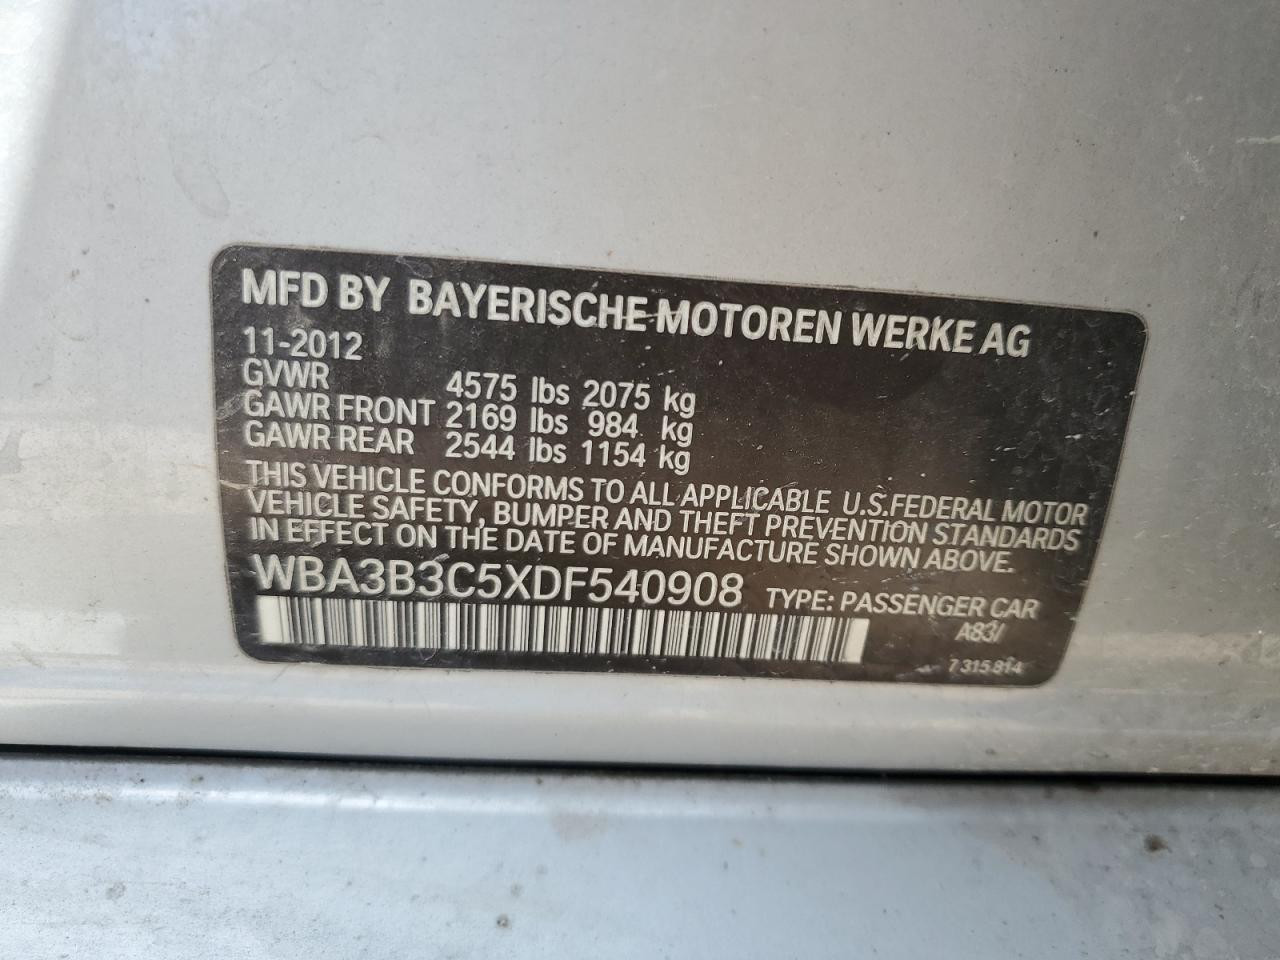 MFD BY BAYERISCHE MOTOREN WERKE AG
11-2012
GVWR 4575 lbs 2075 kg
GAWR FRONT 2169 lbs 984 kg
GAWR REAR 2544 lbs 1154 kg
THIS VEHICLE CONFORMS TO ALL APPLICABLE U.S.FEDERAL MOTOR
VEHICLE SAFETY, BUMPER AND THEFT PREVENTION STANDARDS
IN EFFECT ON THE DATE OF MANUFACTURE SHOWN ABOVE.
WBA3B3C5XDF540908 TYPE: PASSENGER CAR
A83/
7 315 814